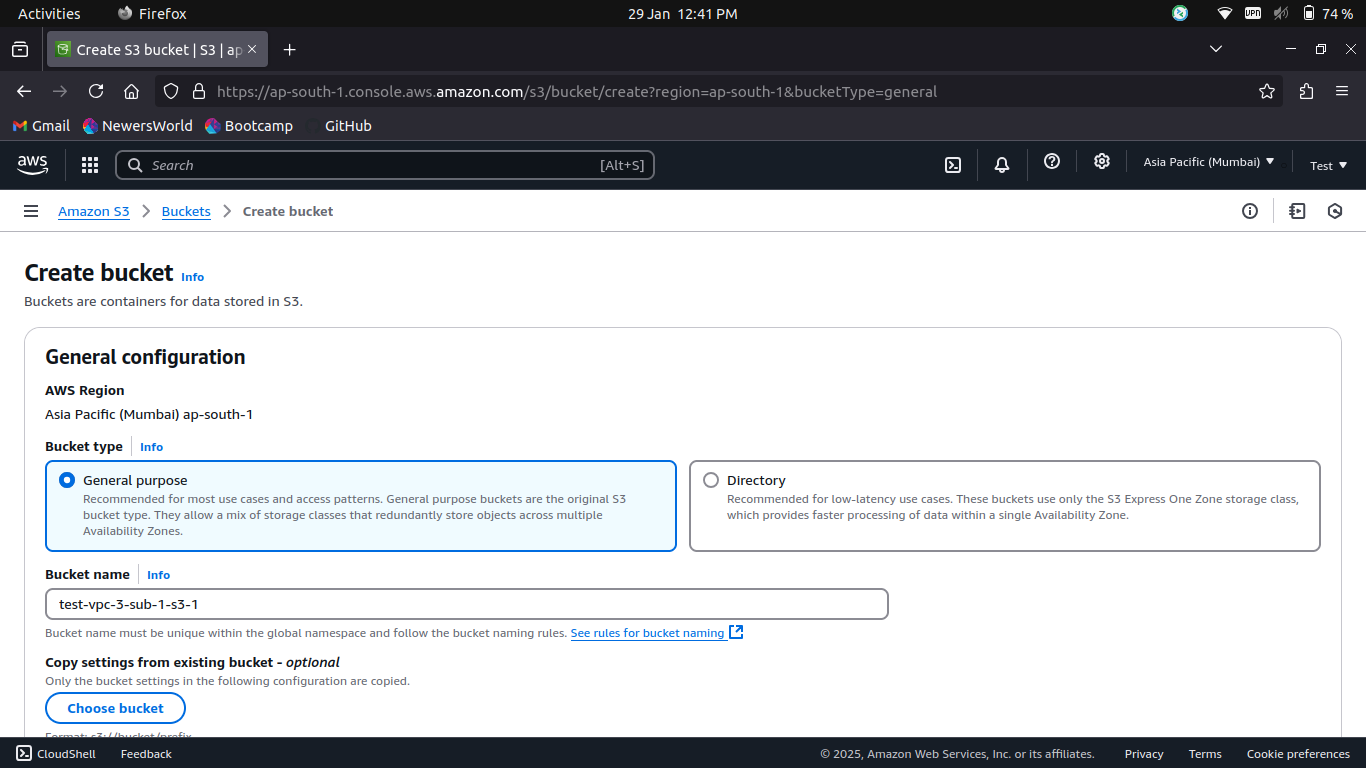 Activities Firefox 29 Jan 12:41 PM VPN 74 %
Create S3 bucket | S3 | ap
https://ap-south-1.console.aws.amazon.com/s3/bucket/create?region=ap-south-1&bucketType=general
Gmail NewersWorld Bootcamp GitHub
aws Search [Alt+S] Asia Pacific (Mumbai) Test
Amazon S3 Buckets Create bucket
Create bucket Info
Buckets are containers for data stored in S3.
General configuration
AWS Region
Asia Pacific (Mumbai) ap-south-1
Bucket type Info
General purpose
Recommended for most use cases and access patterns. General purpose buckets are the original S3
bucket type. They allow a mix of storage classes that redundantly store objects across multiple
Availability Zones.
Directory
Recommended for low-latency use cases. These buckets use only the S3 Express One Zone storage class,
which provides faster processing of data within a single Availability Zone.
Bucket name Info
test-vpc-3-sub-1-s3-1
Bucket name must be unique within the global namespace and follow the bucket naming rules. See rules for bucket naming
Copy settings from existing bucket - optional
Only the bucket settings in the following configuration are copied.
Choose bucket
Format: s3://bucket/prefix
CloudShell Feedback © 2025, Amazon Web Services, Inc. or its affiliates. Privacy Terms Cookie preferences